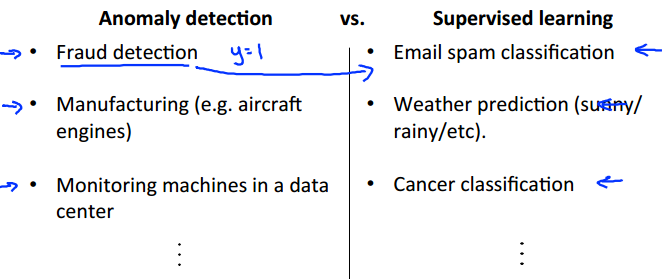 Anomaly detection vs. Supervised learning
• Fraud detection y=1
• Manufacturing (e.g. aircraft
engines)
• Monitoring machines in a data
center
⋮
• Email spam classification
• Weather prediction (sunny/
rainy/etc).
• Cancer classification
⋮